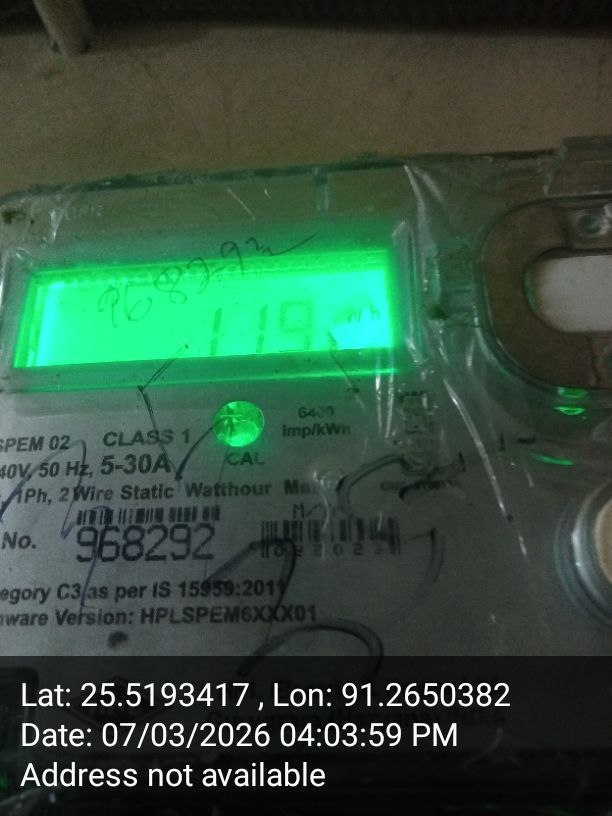 968292
119 kWh
SPEM 02 CLASS 1
6400
imp/kWh
40V, 50 Hz, 5-30A
CAL
1Ph, 2 Wire Static Watthour
No. 968292
egory C3 as per IS 15959:2011
ware Version: HPLSPEM6XXX01
Lat: 25.5193417 , Lon: 91.2650382
Date: 07/03/2026 04:03:59 PM
Address not available